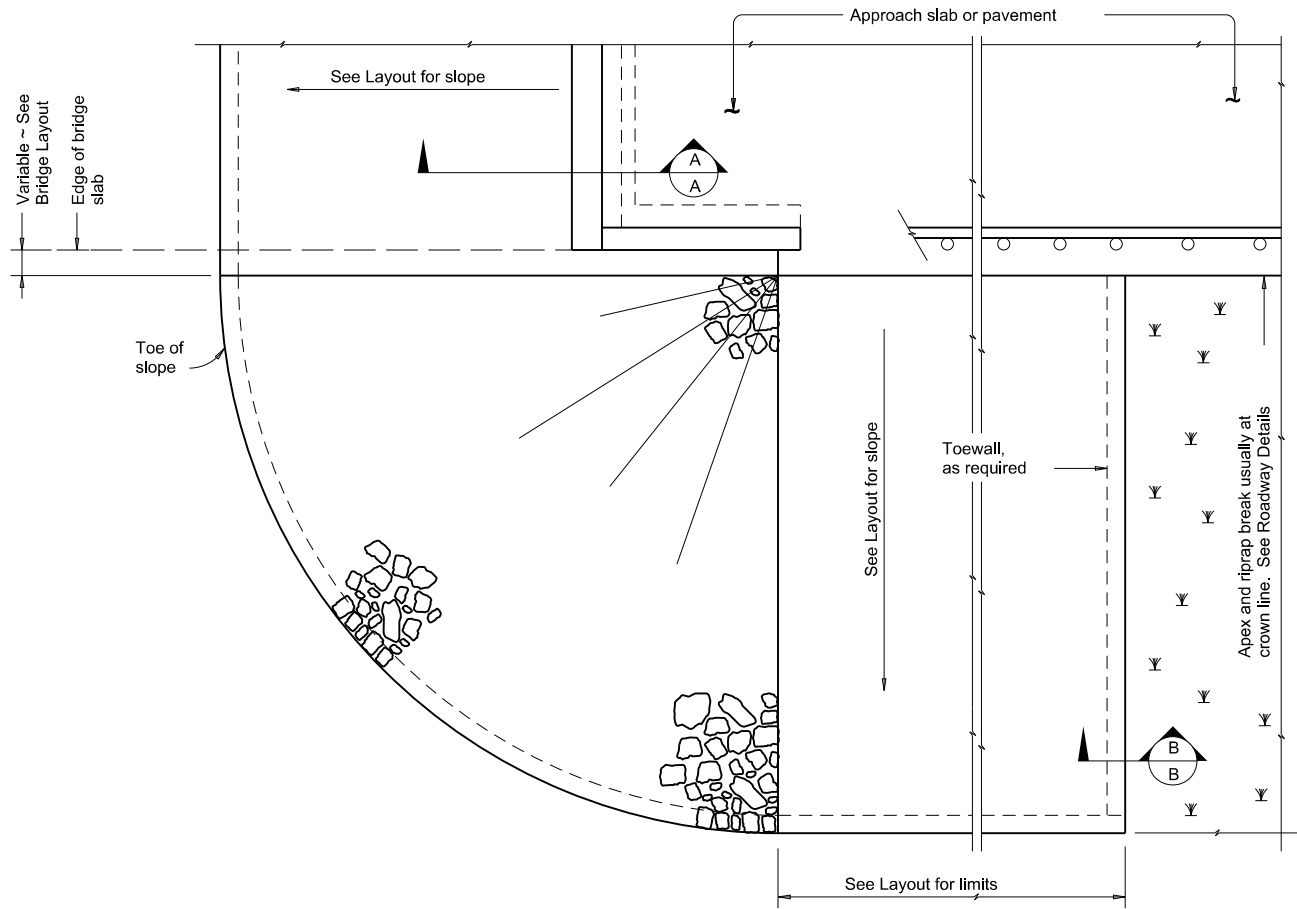 Approach slab or pavement
See Layout for slope
Variable ~ See
Bridge Layout
Edge of bridge
slab
A
A
Toe of
slope
See Layout for slope
Toewall,
as required
Apex and riprap break usually at
crown line. See Roadway Details
B
B
See Layout for limits